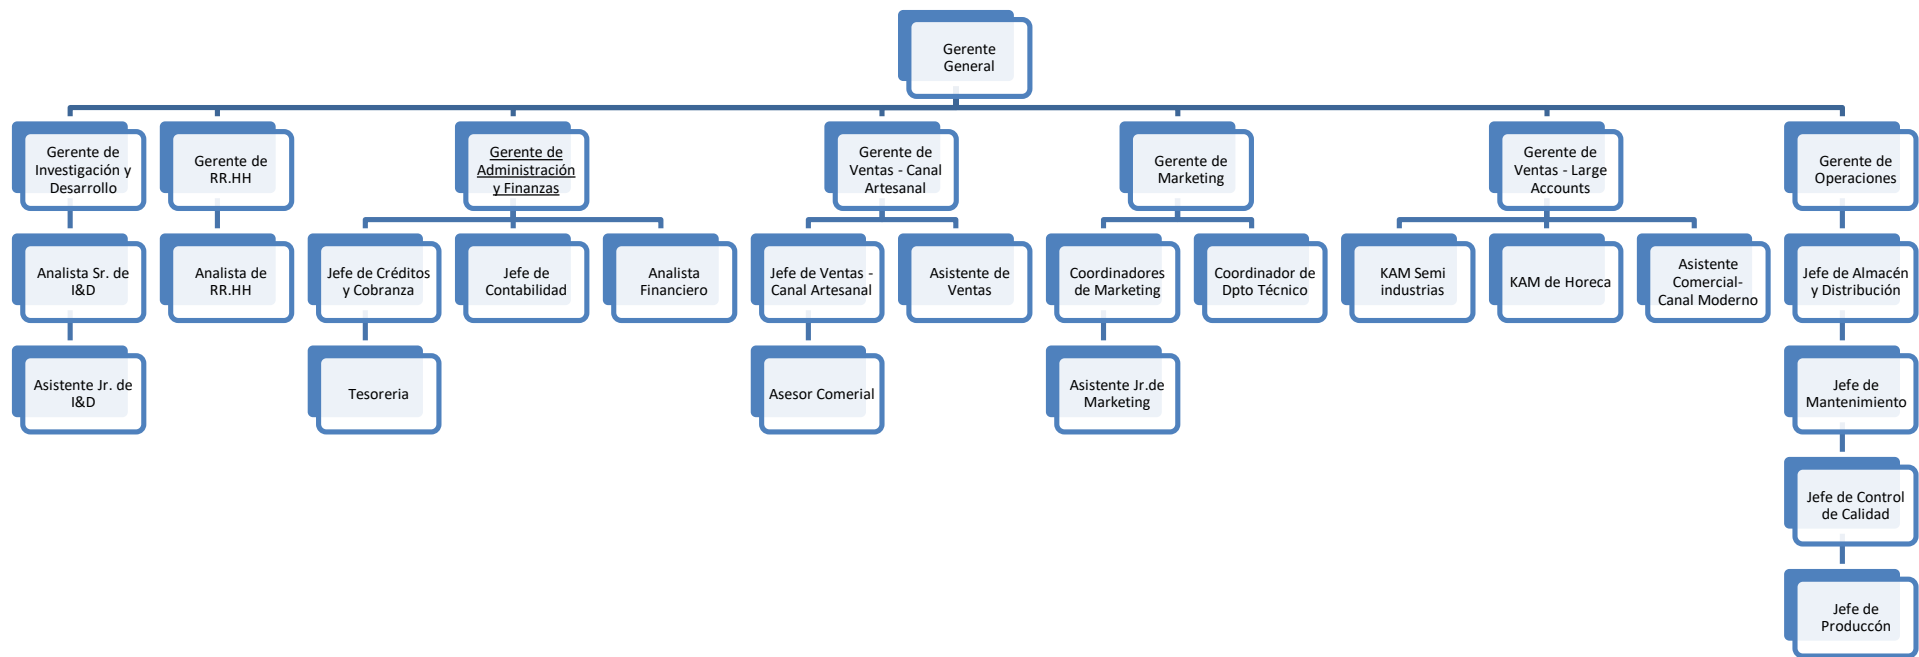 Gerente
General
Gerente de
Investigación y
Desarrollo
Gerente de
RR.HH
Gerente de
Administración
y Finanzas
Gerente de
Ventas - Canal
Artesanal
Gerente de
Marketing
Gerente de
Ventas - Large
Accounts
Gerente de
Operaciones
Analista Sr. de
I&D
Analista de
RR.HH
Jefe de Créditos
y Cobranza
Jefe de
Contabilidad
Analista
Financiero
Jefe de Ventas -
Canal Artesanal
Asistente de
Ventas
Coordinadores
de Marketing
Coordinador de
Dpto Técnico
KAM Semi
industrias
KAM de Horeca
Asistente
Comercial-
Canal Moderno
Jefe de Almacén
y Distribución
Asistente Jr. de
I&D
Tesoreria
Asesor Comerial
Asistente Jr.de
Marketing
Jefe de
Mantenimiento
Jefe de Control
de Calidad
Jefe de
Produccón